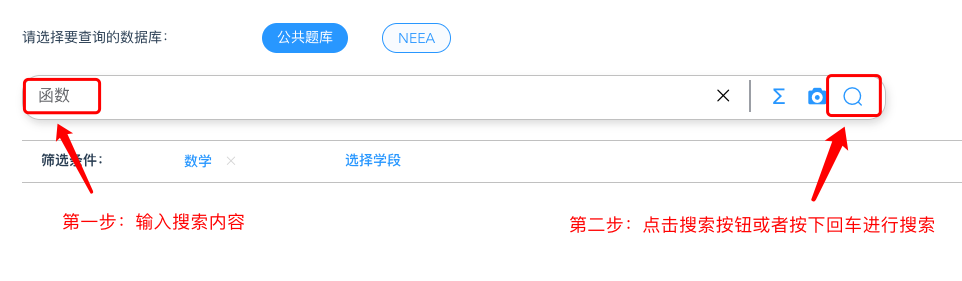 请选择要查询的数据库： 公共题库 NEEA
函数
筛选条件： 数学 × 选择学段
第一步：输入搜索内容
第二步：点击搜索按钮或者按下回车进行搜索